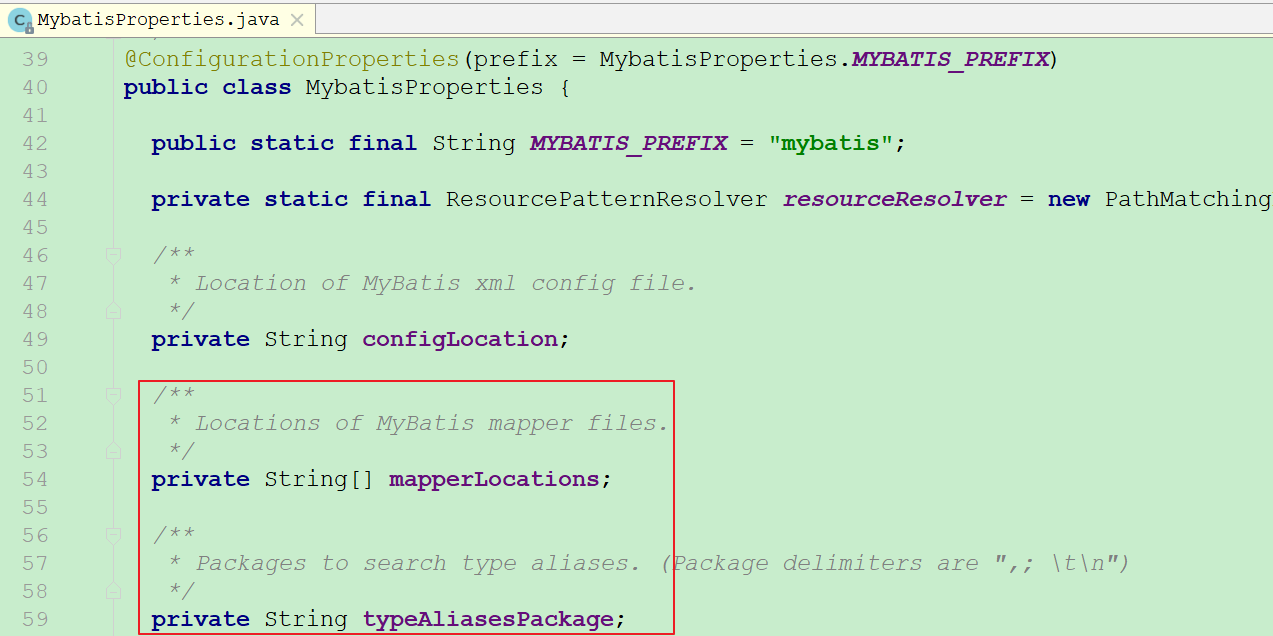 C MybatisProperties.java
39 @ConfigurationProperties(prefix = MybatisProperties.MYBATIS_PREFIX)
40 public class MybatisProperties {
41
42 public static final String MYBATIS_PREFIX = "mybatis";
43
44 private static final ResourcePatternResolver resourceResolver = new PathMatching
45
46 /**
47 * Location of MyBatis xml config file.
48 */
49 private String configLocation;
50
51 /**
52 * Locations of MyBatis mapper files.
53 */
54 private String[] mapperLocations;
55
56 /**
57 * Packages to search type aliases. (Package delimiters are ",; \t\n")
58 */
59 private String typeAliasesPackage;